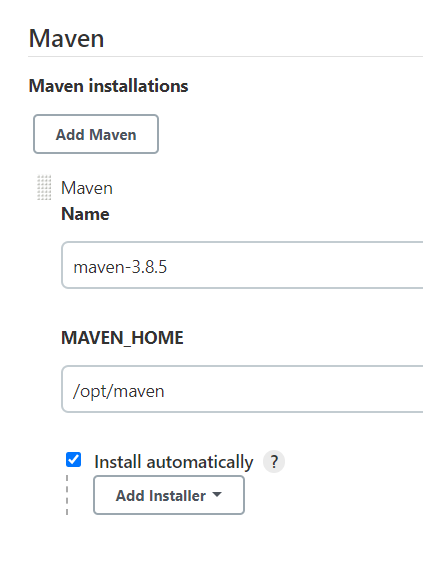 Maven
Maven installations
Add Maven
Maven
Name
maven-3.8.5
MAVEN_HOME
/opt/maven
Install automatically ?
Add Installer